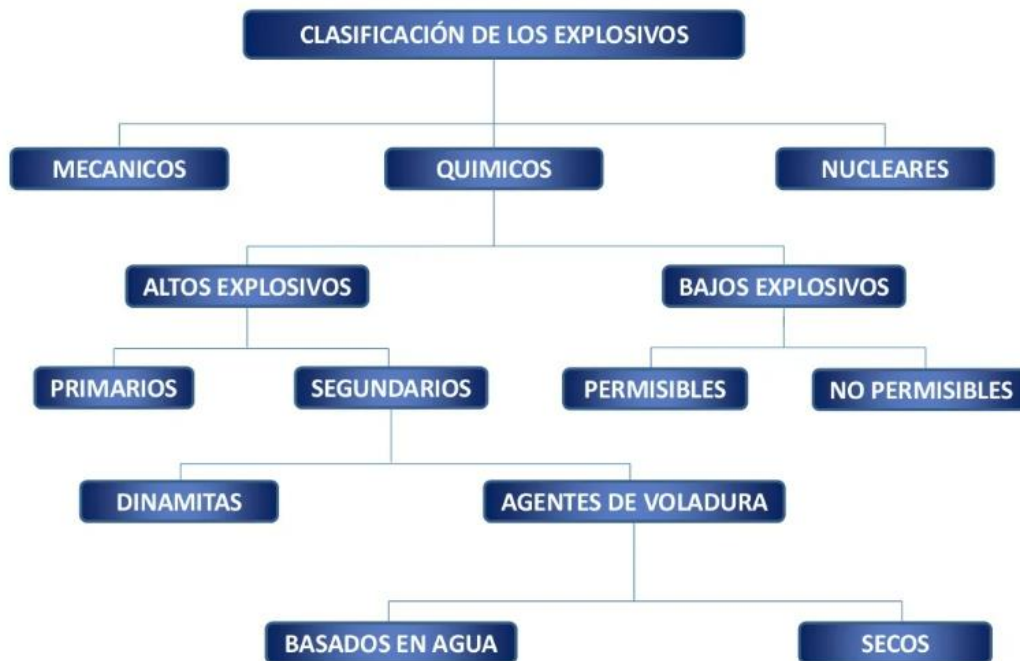 CLASIFICACIÓN DE LOS EXPLOSIVOS
MECANICOS
QUIMICOS
NUCLEARES
ALTOS EXPLOSIVOS
BAJOS EXPLOSIVOS
PRIMARIOS
SEGUNDARIOS
PERMISIBLES
NO PERMISIBLES
DINAMITAS
AGENTES DE VOLADURA
BASADOS EN AGUA
SECOS